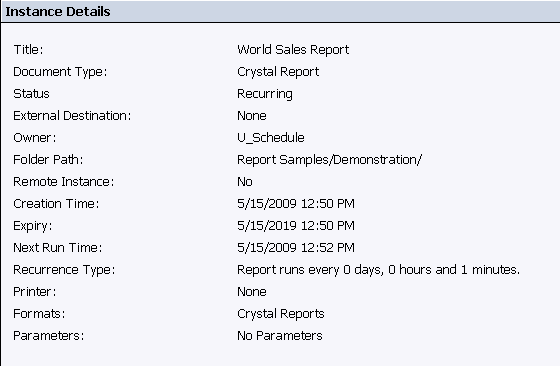 Instance Details
Title: World Sales Report
Document Type: Crystal Report
Status Recurring
External Destination: None
Owner: U_Schedule
Folder Path: Report Samples/Demonstration/
Remote Instance: No
Creation Time: 5/15/2009 12:50 PM
Expiry: 5/15/2019 12:50 PM
Next Run Time: 5/15/2009 12:52 PM
Recurrence Type: Report runs every 0 days, 0 hours and 1 minutes.
Printer: None
Formats: Crystal Reports
Parameters: No Parameters